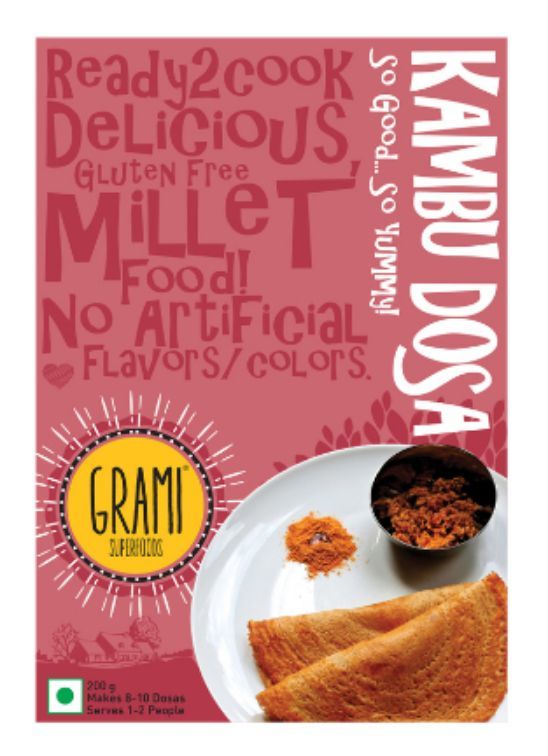 Ready2cook
Delicious,
Gluten Free
Millet
Food!
No Artificial
Flavors/colors.
KAMBU DOSA
So Good...So Yummy!
GRAMI®
SUPERFOODS
200 g
Makes 8-10 Dosas
Serves 1-2 People